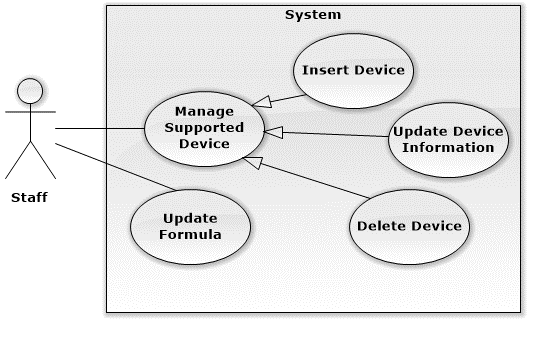 System
Insert Device
Manage
Supported
Device
Update Device
Information
Staff
Update
Formula
Delete Device